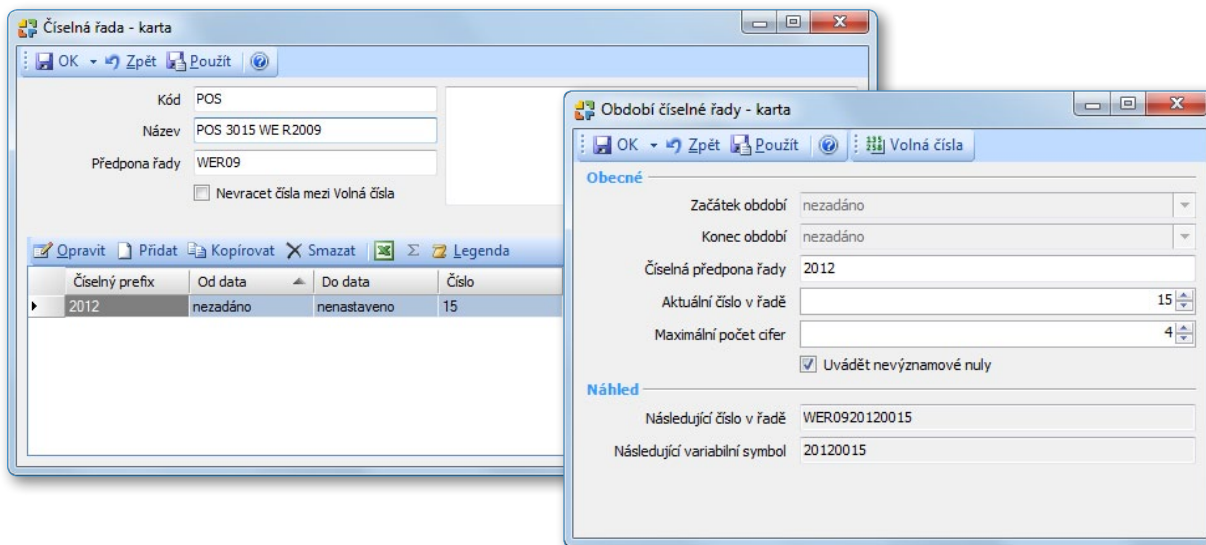 Číselná řada - karta
OK Zpět Použít
Kód POS
Název POS 3015 WE R2009
Předpona řady WER09
Nevracet čísla mezi Volná čísla
Opravit Přidat Kopírovat Smazat Σ Legenda
Číselný prefix Od data Do data Číslo
2012 nezadáno nenastaveno 15
Období číselné řady - karta
OK Zpět Použít Volná čísla
Obecné
Začátek období nezadáno
Konec období nezadáno
Číselná předpona řady 2012
Aktuální číslo v řadě 15
Maximální počet cifer 4
Uvádět nevýznamové nuly
Náhled
Následující číslo v řadě WER0920120015
Následující variabilní symbol 20120015